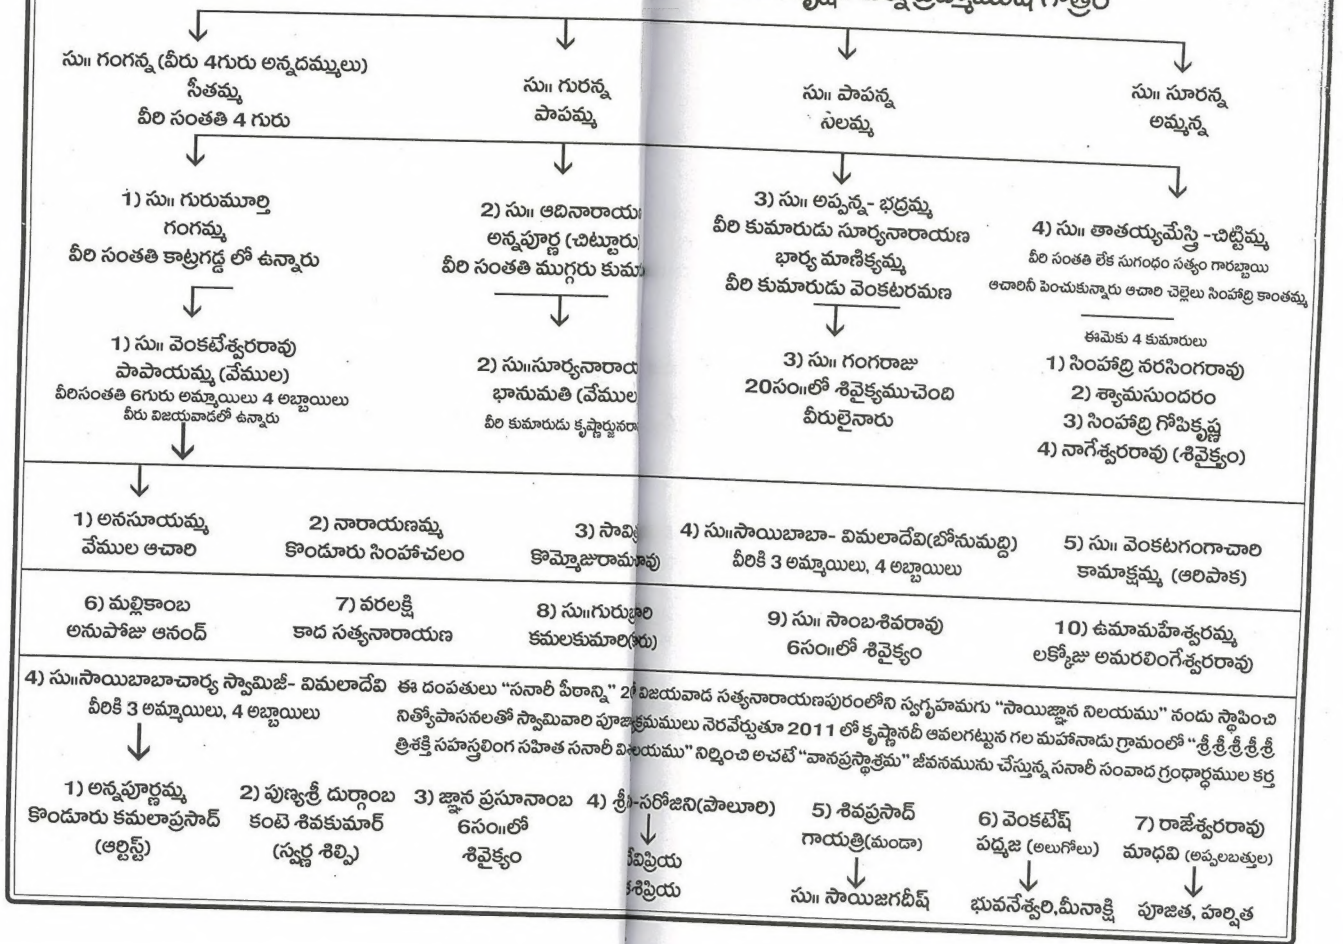 సు॥ గంగన్న (వీరు 4గురు అన్నదమ్ములు)
సీతమ్మ
వీరి సంతతి 4 గురు
సు॥ గురన్న
పాపమ్మ
సు॥ పాపన్న
నీలమ్మ
సు॥ సూరన్న
అమ్మన్న
1) సు॥ గురుమూర్తి
గంగమ్మ
వీరి సంతతి కాట్రగడ్డ లో ఉన్నారు
2) సు॥ ఆదినారాయ
అన్నపూర్ణ (చిట్టూరు
వీరి సంతతి ముగ్గరు కుమా
3) సు॥ అప్పన్న- భద్రమ్మ
వీరి కుమారుడు సూర్యనారాయణ
భార్య మాణిక్యమ్మ
వీరి కుమారుడు వెంకటరమణ
4) సు॥ తాతయ్యమేస్త్రి -చిట్టిమ్మ
వీరి సంతతి లేక సుగంధం సత్యం గారబ్బాయి
ఆచారినీ పెంచుకున్నారు ఆచారి చెల్లెలు సింహాద్రి కాంతమ్మ
1) సు॥ వెంకటేశ్వరరావు
పాపాయమ్మ (వేముల)
వీరిసంతతి 6గురు అమ్మాయిలు 4 అబ్బాయిలు
వీరు విజయవాడలో ఉన్నారు
2) సు॥సూర్యనారాయ
భానుమతి (వేముల
వీరి కుమారుడు కృష్ణార్జునరా
3) సు॥ గంగరాజు
20సం॥లో శివైక్యముచెంది
వీరులైనారు
ఈమెకు 4 కుమారులు
1) సింహాద్రి నరసింగరావు
2) శ్యామసుందరం
3) సింహాద్రి గోపికృష్ణ
4) నాగేశ్వరరావు (శివైక్యం)
1) అనసూయమ్మ
వేముల ఆచారి
2) నారాయణమ్మ
కొండూరు సింహాచలం
3) సావి
కొమ్మోజురామ వు
4) సు॥సాయిబాబా- విమలాదేవి(బోనుమద్ది)
వీరికి 3 అమ్మాయిలు, 4 అబ్బాయిలు
5) సు॥ వెంకటగంగాచారి
కామాక్షమ్మ (ఆరిపాక)
6) మల్లికాంబ
అనుపోజు ఆనంద్
7) వరలక్షి
కాద సత్యనారాయణ
8) సు॥గురు రి
కమలకుమారి(
9) సు॥ సాంబశివరావు
6సం॥లో శివైక్యం
10) ఉమామహేశ్వరమ్మ
లక్కోజు అమరలింగేశ్వరరావు
4) సు॥సాయిబాబాచార్య స్వామిజీ- విమలాదేవి
వీరికి 3 అమ్మాయిలు, 4 అబ్బాయిలు
ఈ దంపతులు “సనారీ పీఠాన్ని” విజయవాడ సత్యనారాయణపురంలోని స్వగృహమగు “సాయిజ్ఞాన నిలయము” నందు స్థాపించి
నిత్యోపాసనలతో స్వామివారి పూజా క్రమములు నెరవేర్చుతూ 2011 లో కృష్ణానదీ ఆవలగట్టున గల మహానాడు గ్రామంలో “శ్రీశ్రీశ్రీశ్రీశ్రీ
త్రిశక్తి సహస్త్రలింగ సహిత సనారీ యము” నిర్మించి అచటే “వానప్రస్థాశ్రమ” జీవనమును చేస్తున్న సనారీ సంవాద గ్రంథార్థముల కర్త
1) అన్నపూర్ణమ్మ
కొండూరు కమలాప్రసాద్
(ఆర్టిస్ట్)
2) పుణ్యశ్రీ దుర్గాంబ
కంటె శివకుమార్
(స్వర్ణ శిల్పి)
3) జ్ఞాన ప్రసూనాంబ
6సం॥లో
శివైక్యం
4) శ్రీ -సరోజిని(పాలూరి)
విప్రియ
శిప్రియ
5) శివప్రసాద్
గాయత్రి(మండా)
సు॥ సాయిజగదీష్
6) వెంకటేష్
పద్మజ (అలుగోలు)
భువనేశ్వరి,మీనాక్షి
7) రాజేశ్వరరావు
మాధవి (అప్పలబత్తుల)
పూజిత, హర్షిత